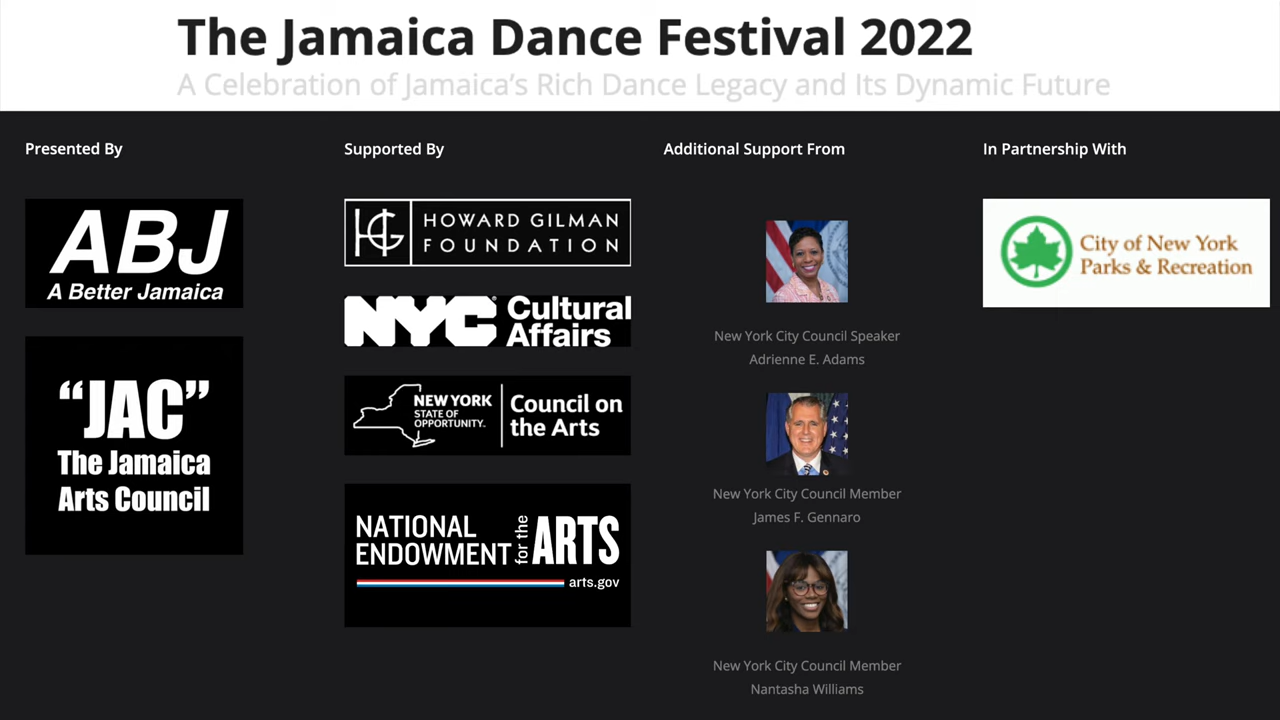 The Jamaica Dance Festival 2022
A Celebration of Jamaica's Rich Dance Legacy and Its Dynamic Future
Presented By
ABJ
A Better Jamaica
"JAC"
The Jamaica
Arts Council
Supported By
HG
HOWARD GILMAN
FOUNDATION
NYC® Cultural
Affairs
NEW YORK
STATE OF
OPPORTUNITY.
Council on
the Arts
NATIONAL
ENDOWMENT
for the
ARTS
arts.gov
Additional Support From
New York City Council Speaker
Adrienne E. Adams
New York City Council Member
James F. Gennaro
New York City Council Member
Nantasha Williams
In Partnership With
City of New York
Parks & Recreation